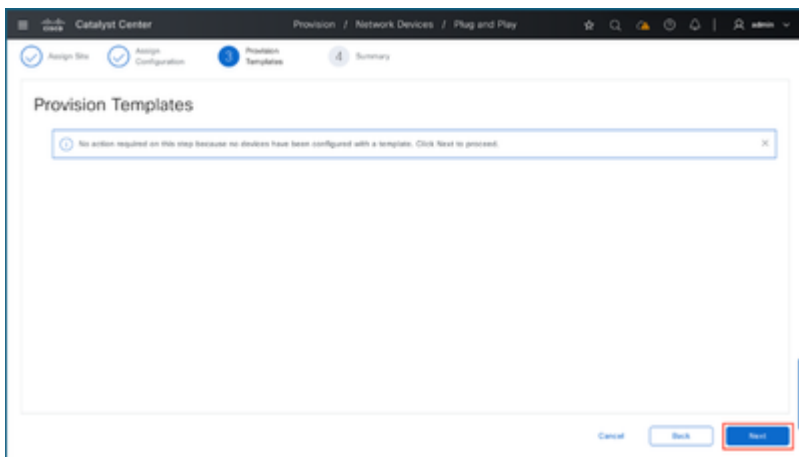 CISCO Catalyst Center
Provision / Network Devices / Plug and Play
admin
Assign Site
Assign
Configuration
3 Provision
Templates
4 Summary
Provision Templates
No action required on this step because no devices have been configured with a template. Click Next to proceed.
Cancel
Back
Next